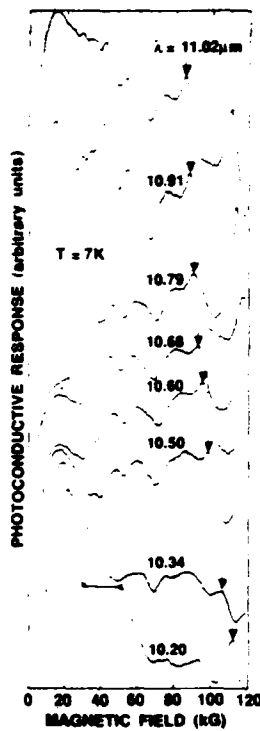 λ = 11.02μm
10.91
T = 7K
10.79
10.68
10.60
10.50
10.34
10.20
PHOTOCONDUCTIVE RESPONSE (arbitrary units)
0 20 40 60 80 100 120
MAGNETIC FIELD (kG)